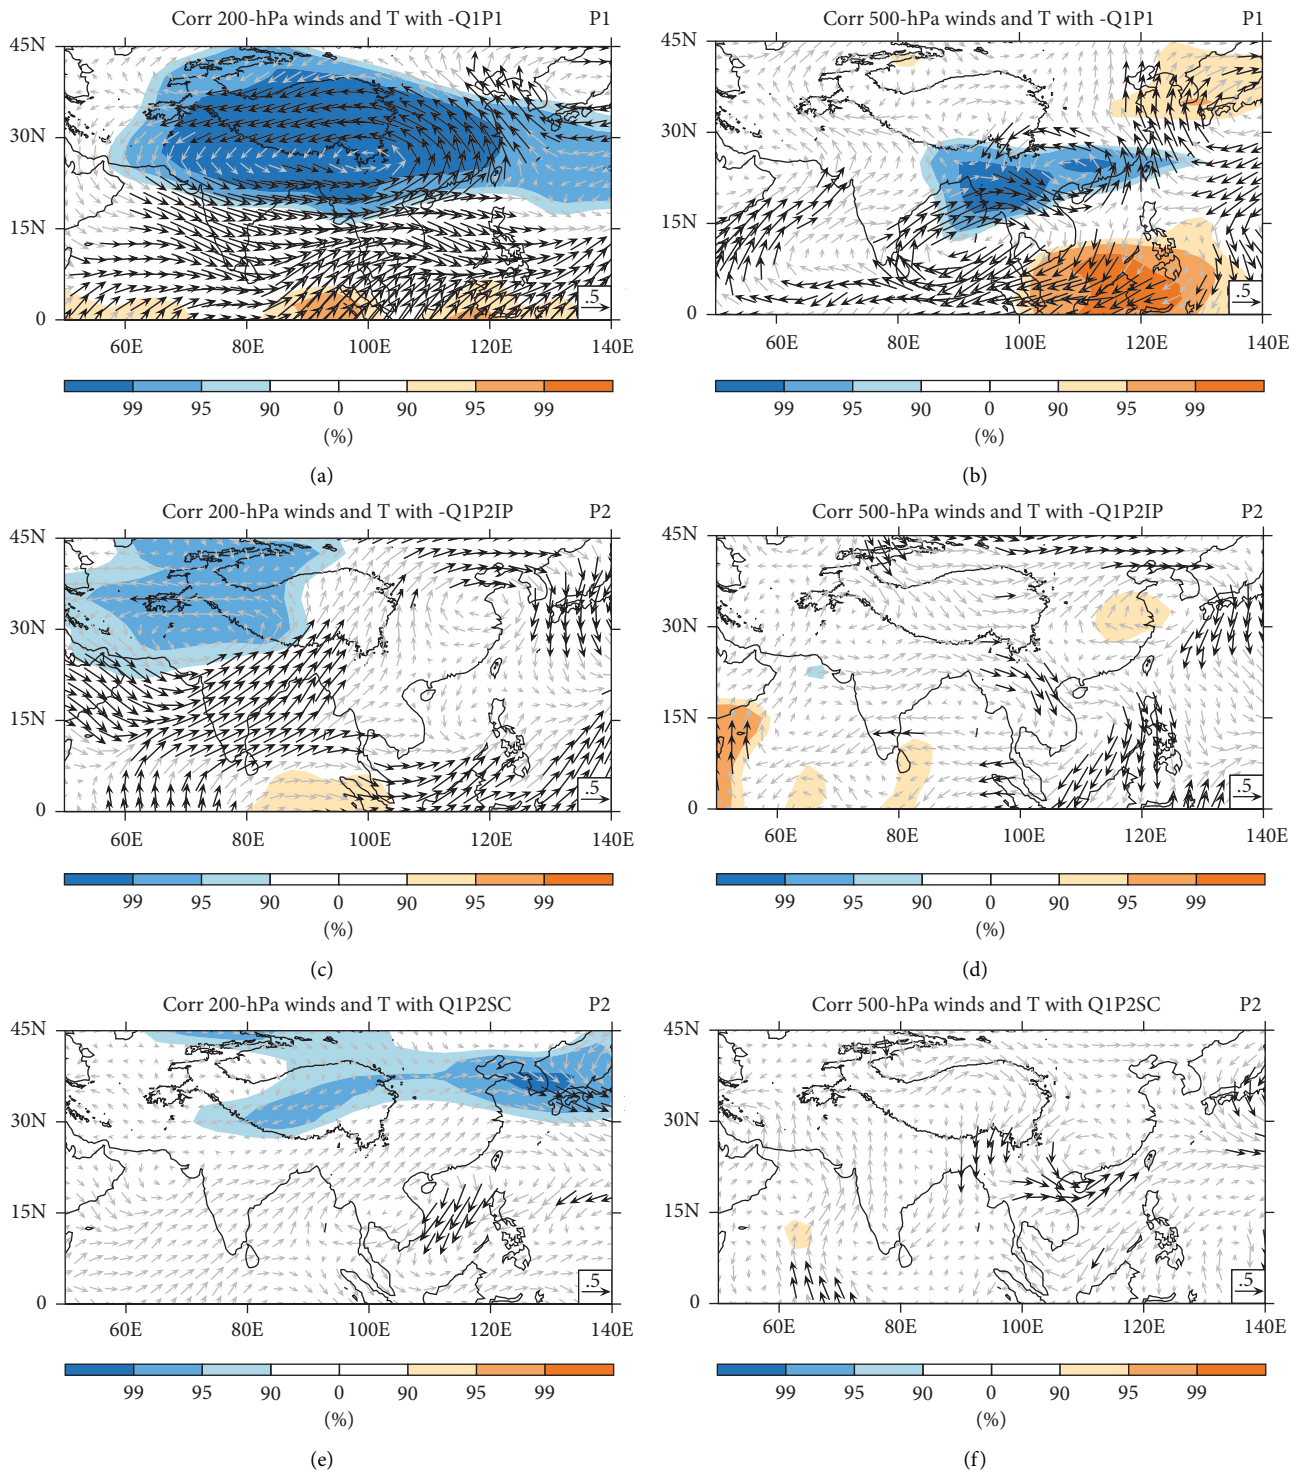 Corr 200-hPa winds and T with -Q1P1 P1
45N
30N
15N
0
.5
60E 80E 100E 120E 140E
99 95 90 0 90 95 99
(%)
(a)
Corr 500-hPa winds and T with -Q1P1 P1
45N
30N
15N
0
.5
60E 80E 100E 120E 140E
99 95 90 0 90 95 99
(%)
(b)
Corr 200-hPa winds and T with -Q1P2IP P2
45N
30N
15N
0
.5
60E 80E 100E 120E 140E
99 95 90 0 90 95 99
(%)
(c)
Corr 500-hPa winds and T with -Q1P2IP P2
45N
30N
15N
0
.5
60E 80E 100E 120E 140E
99 95 90 0 90 95 99
(%)
(d)
Corr 200-hPa winds and T with Q1P2SC P2
45N
30N
15N
0
.5
60E 80E 100E 120E 140E
99 95 90 0 90 95 99
(%)
(e)
Corr 500-hPa winds and T with Q1P2SC P2
45N
30N
15N
0
.5
60E 80E 100E 120E 140E
99 95 90 0 90 95 99
(%)
(f)